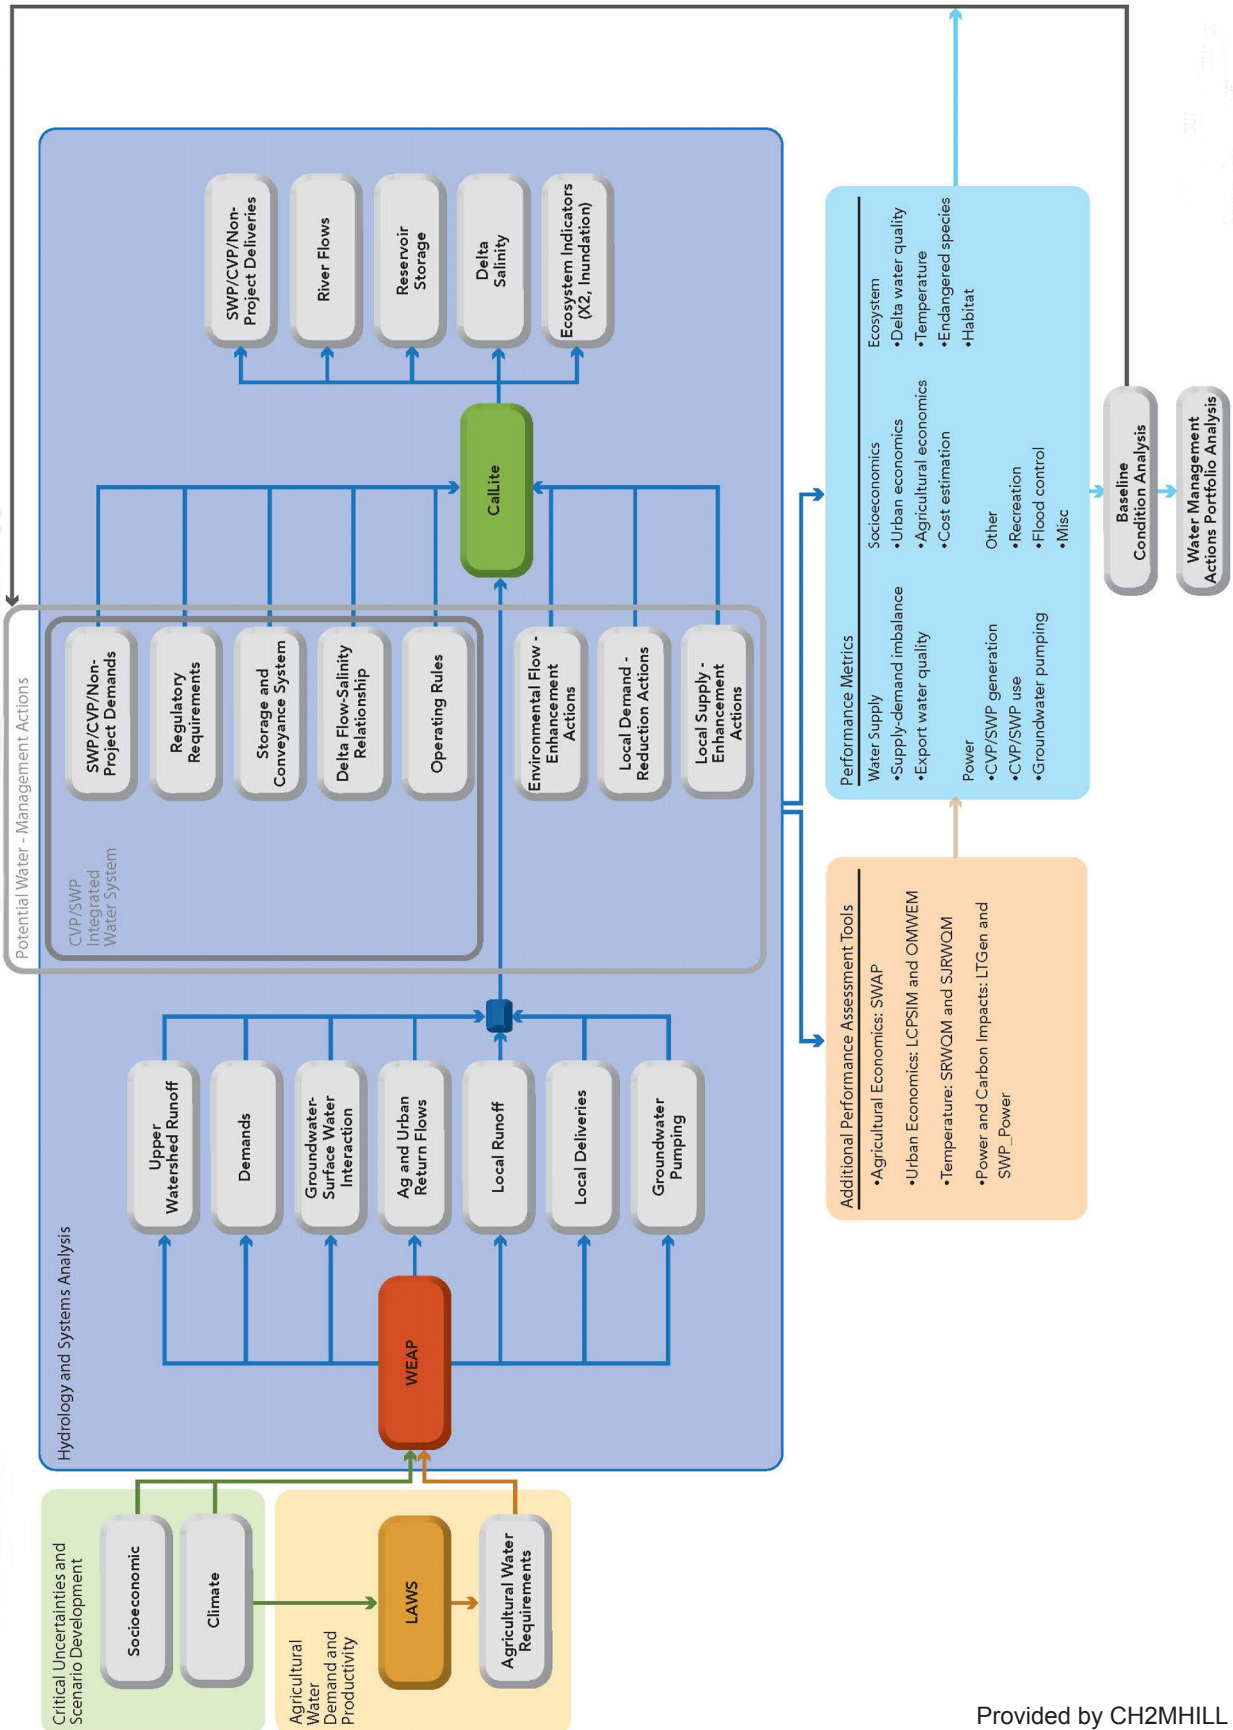 Critical Uncertainties and
Scenario Development
Socioeconomic
Climate
Agricultural
Water
Demand and
Productivity
LAWS
Agricultural Water
Requirements
Hydrology and Systems Analysis
WEAP
Upper
Watershed Runoff
Demands
Groundwater-
Surface Water
Interaction
Ag and Urban
Return Flows
Local Runoff
Local Deliveries
Groundwater
Pumping
Potential Water - Management Actions
CVP/SWP
Integrated
Water System
SWP/CVP/Non-
Project Demands
Regulatory
Requirements
Storage and
Conveyance System
Delta Flow-Salinity
Relationship
Operating Rules
Environmental Flow -
Enhancement
Actions
Local Demand -
Reduction Actions
Local Supply -
Enhancement
Actions
CalLite
SWP/CVP/Non-
Project Deliveries
River Flows
Reservoir
Storage
Delta
Salinity
Ecosystem Indicators
(X2, Inundation)
Additional Performance Assessment Tools
•Agricultural Economics: SWAP
•Urban Economics: LCPSIM and OMWEM
•Temperature: SRWQM and SJRWQM
•Power and Carbon Impacts: LTGen and
SWP_Power
Performance Metrics
Water Supply
•Supply-demand imbalance
•Export water quality
Socioeconomics
•Urban economics
•Agricultural economics
•Cost estimation
Ecosystem
•Delta water quality
•Temperature
•Endangered species
•Habitat
Power
•CVP/SWP generation
•CVP/SWP use
•Groundwater pumping
Other
•Recreation
•Flood control
•Misc
Baseline
Condition Analysis
Water Management
Actions Portfolio Analysis
Provided by CH2MHILL